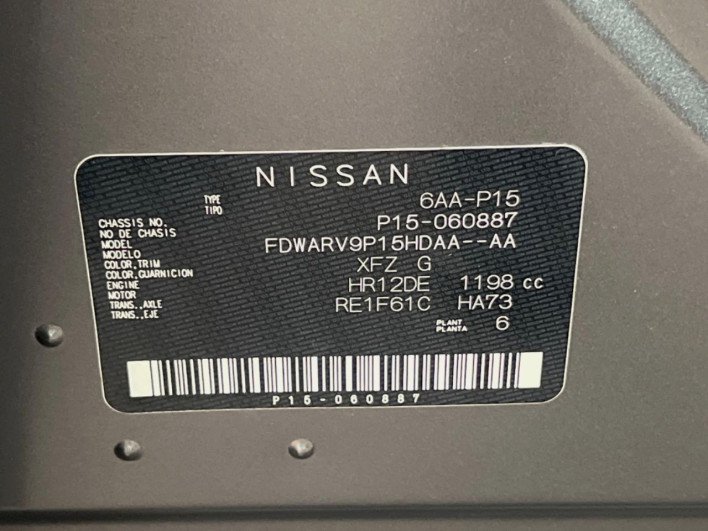 NISSAN
TYPE 6AA-P15
TIPO
CHASSIS NO. P15-060887
NO DE CHASIS
MODEL FDWARV9P15HDAA--AA
MODELO
COLOR,TRIM XFZ G
COLOR,GUARNICION
ENGINE HR12DE 1198 cc
MOTOR
TRANS.,AXLE RE1F61C HA73
TRANS.,EJE
PLANT 6
PLANTA
P15-060887